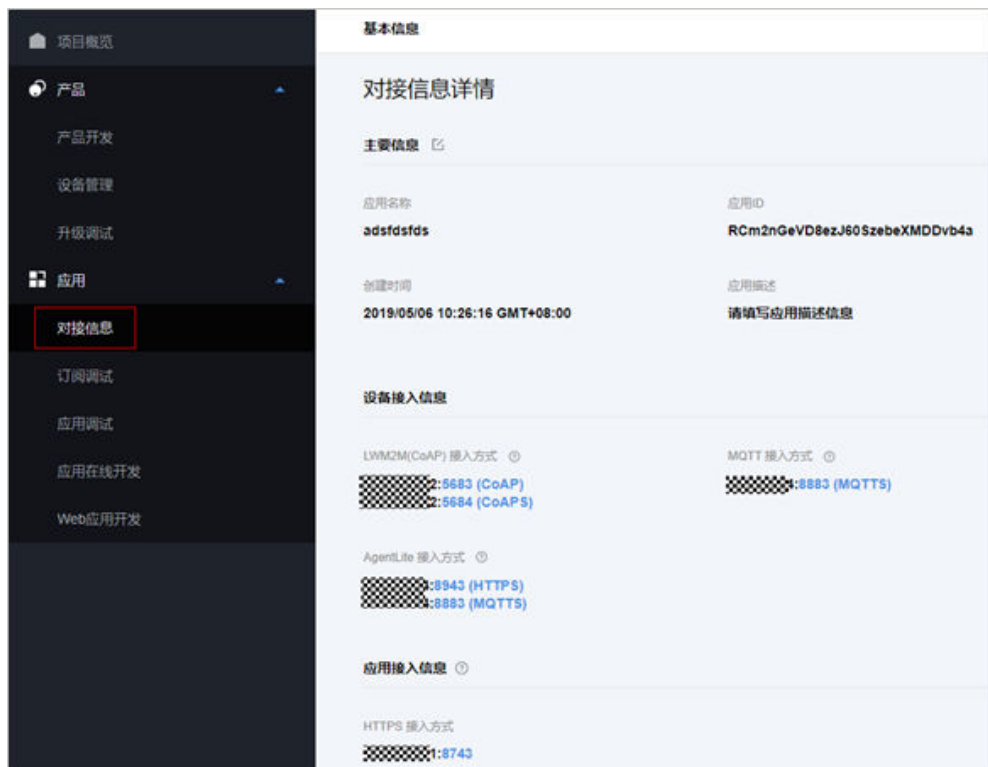 项目概览
产品
产品开发
设备管理
升级调试
应用
对接信息
订阅调试
应用调试
应用在线开发
Web应用开发
基本信息
对接信息详情
主要信息
应用名称
应用ID
adsfdsfds
RCm2nGeVD8ezJ60SzebeXMDDvb4a
创建时间
应用描述
2019/05/06 10:26:16 GMT+08:00
请填写应用描述信息
设备接入信息
LWM2M(CoAP) 接入方式
MQTT 接入方式
2:5683 (CoAP)
:8883 (MQTTS)
2:5684 (CoAPS)
AgentLite 接入方式
:8943 (HTTPS)
:8883 (MQTTS)
应用接入信息
HTTPS 接入方式
1:8743